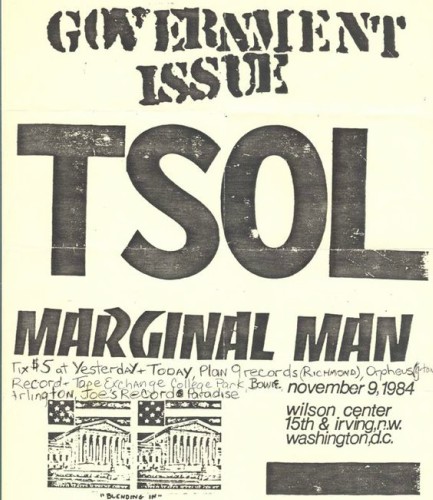 GOVERNMENT
ISSUE
TSOL
MARGINAL MAN
Tix $5 at Yesterday + Today, Plan 9 records (Richmond), Orpheus
Record + Tape Exchange College Park, Bowie,
Arlington, Joe's Record Paradise
november 9, 1984
wilson center
15th & irving, n.w.
washington, d.c.
"BLENDING IN"